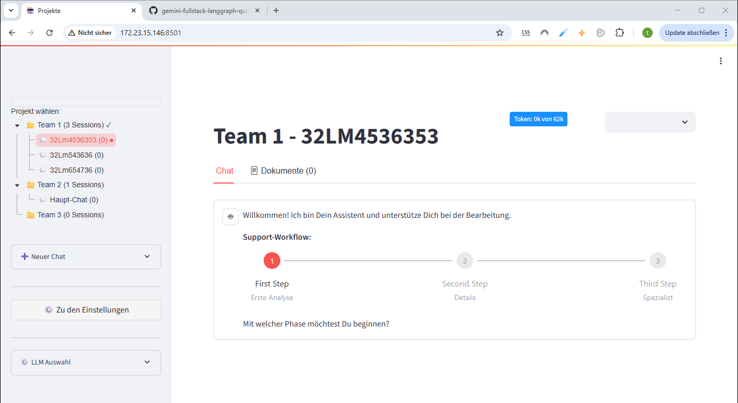 Projekte
gemini-fullstack-langgraph-qui
Nicht sicher 172.23.15.146:8501
Update abschließen
Projekt wählen:
Team 1 (3 Sessions) ✓
32Lm4536353 (0)
32Lm543636 (0)
32Lm654736 (0)
Team 2 (1 Sessions)
Haupt-Chat (0)
Team 3 (0 Sessions)
Neuer Chat
Zu den Einstellungen
LLM Auswahl
Token: 0k von 62k
Team 1 - 32LM4536353
Chat
Dokumente (0)
Willkommen! Ich bin Dein Assistent und unterstütze Dich bei der Bearbeitung.
Support-Workflow:
1 2 3
First Step Second Step Third Step
Erste Analyse Details Spezialist
Mit welcher Phase möchtest Du beginnen?